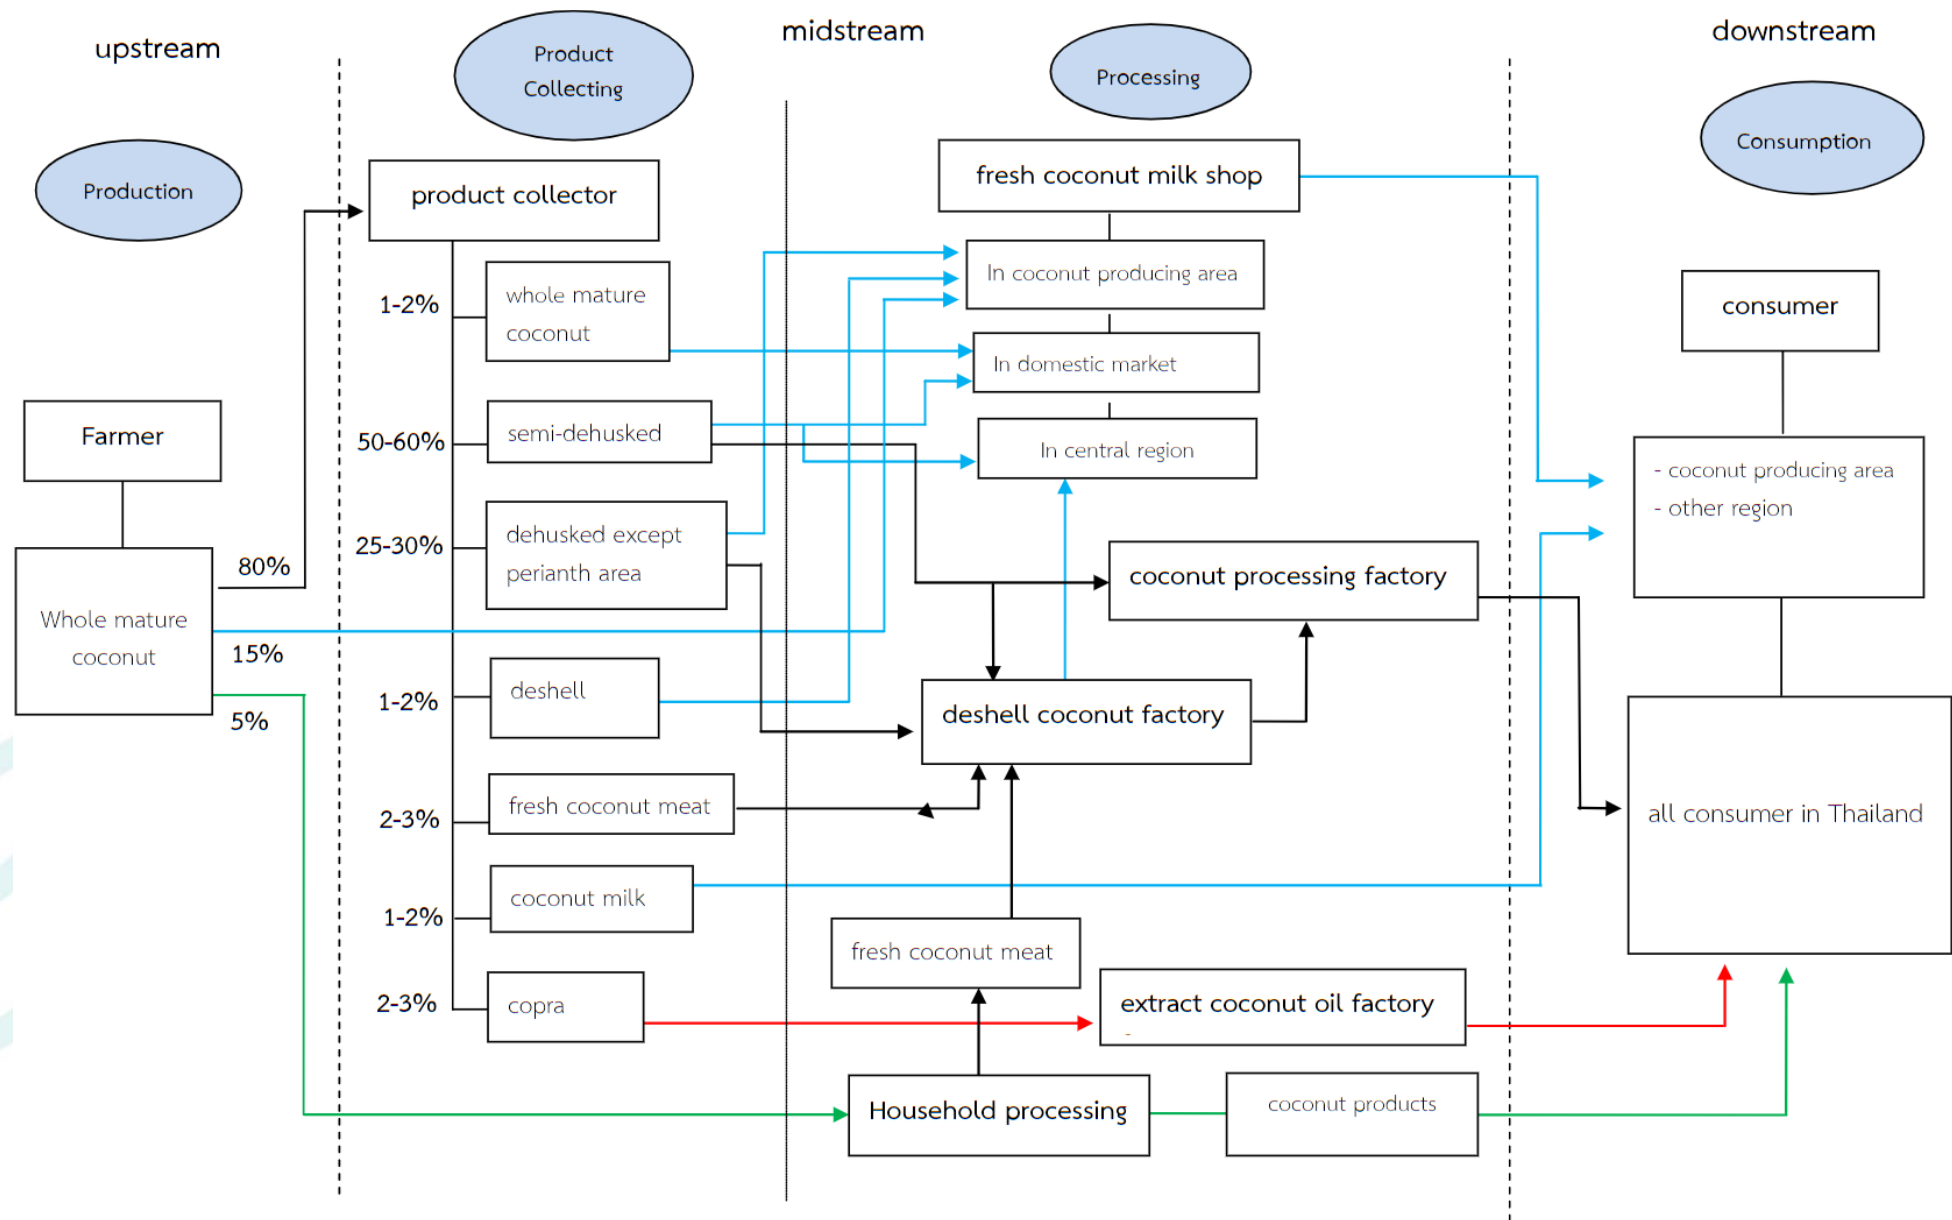 upstream
midstream
downstream
Production
Product
Collecting
Processing
Consumption
Farmer
Whole mature
coconut
80%
15%
5%
product collector
1-2%
whole mature
coconut
50-60%
semi-dehusked
25-30%
dehusked except
perianth area
1-2%
deshell
2-3%
fresh coconut meat
1-2%
coconut milk
2-3%
copra
fresh coconut milk shop
In coconut producing area
In domestic market
In central region
coconut processing factory
deshell coconut factory
fresh coconut meat
extract coconut oil factory
-
Household processing
coconut products
consumer
- coconut producing area
- other region
all consumer in Thailand